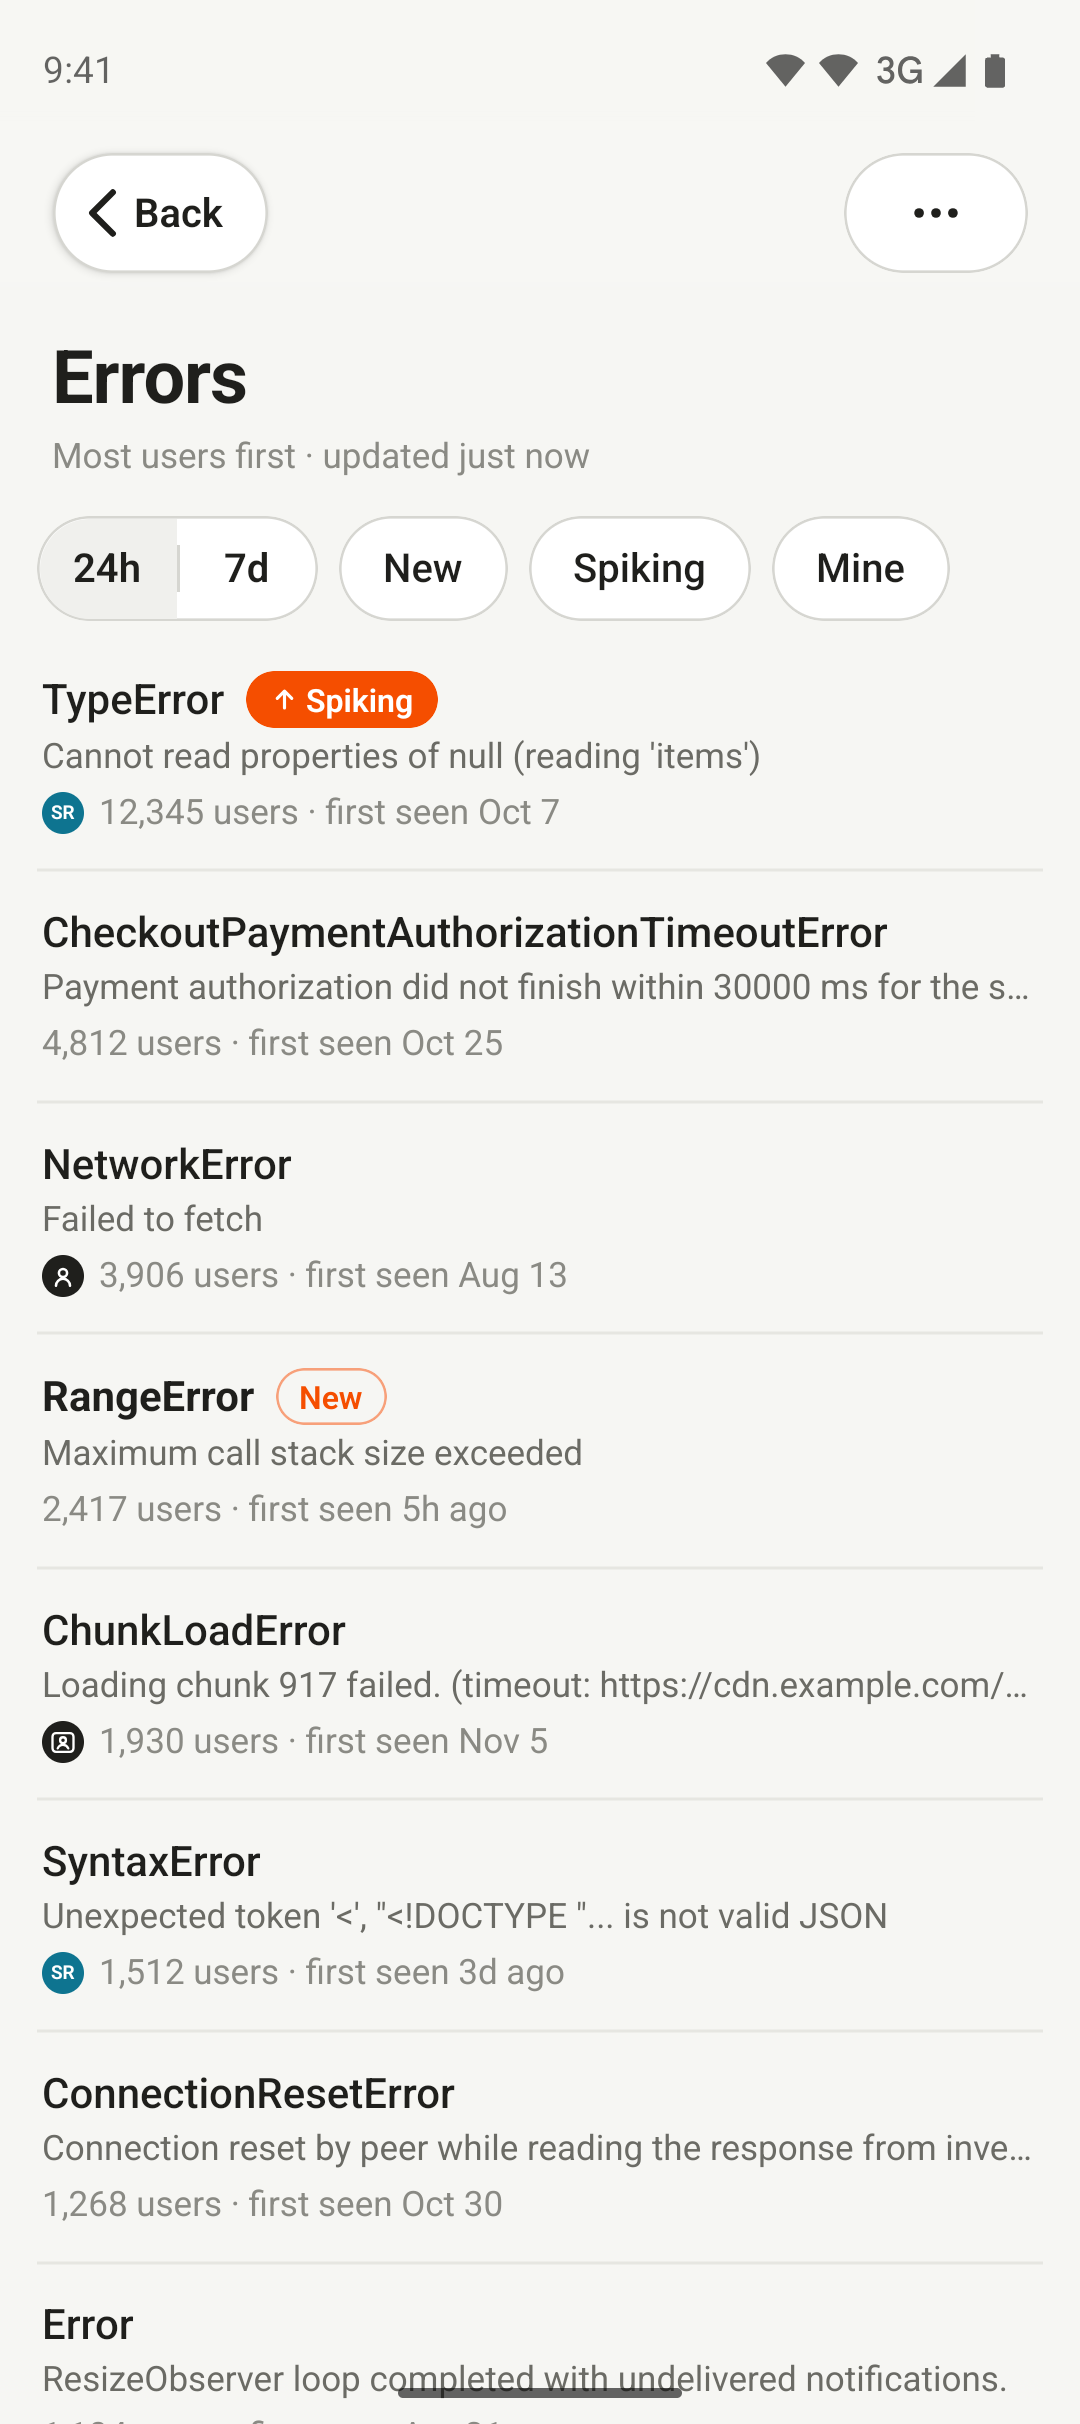 9:41
3G
Back
Errors
Most users first · updated just now
24h
7d
New
Spiking
Mine
TypeError
↑ Spiking
Cannot read properties of null (reading 'items')
SR
12,345 users · first seen Oct 7
CheckoutPaymentAuthorizationTimeoutError
Payment authorization did not finish within 30000 ms for the s…
4,812 users · first seen Oct 25
NetworkError
Failed to fetch
3,906 users · first seen Aug 13
RangeError
New
Maximum call stack size exceeded
2,417 users · first seen 5h ago
ChunkLoadError
Loading chunk 917 failed. (timeout: https://cdn.example.com/…
1,930 users · first seen Nov 5
SyntaxError
Unexpected token '<', "<!DOCTYPE "... is not valid JSON
SR
1,512 users · first seen 3d ago
ConnectionResetError
Connection reset by peer while reading the response from inve…
1,268 users · first seen Oct 30
Error
ResizeObserver loop completed with undelivered notifications.